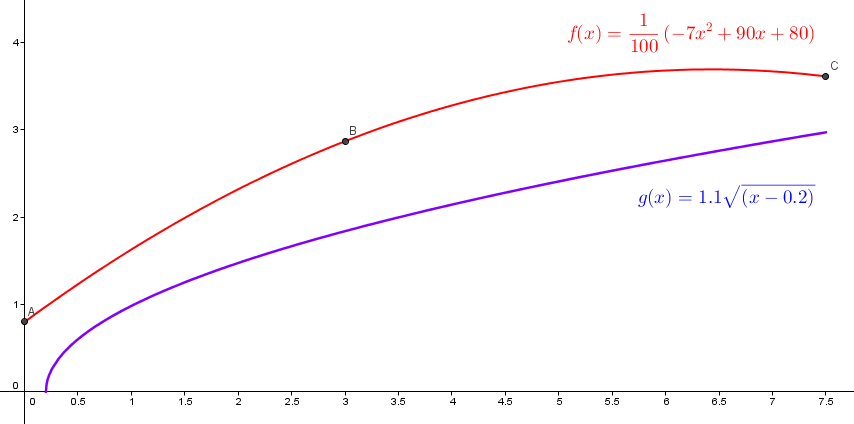 f(x) = 1/100 (−7x² + 90x + 80)
4
C
3
B
g(x) = 1.1√(x − 0.2)
2
1
A
0
0 0.5 1 1.5 2 2.5 3 3.5 4 4.5 5 5.5 6 6.5 7 7.5